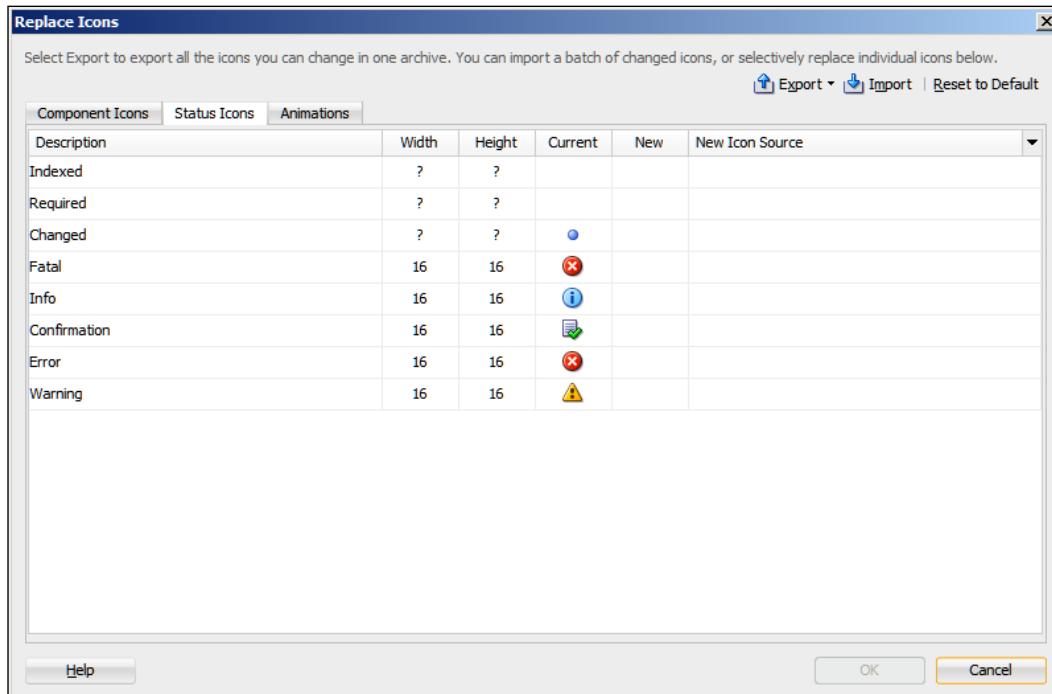 Replace Icons
Select Export to export all the icons you can change in one archive. You can import a batch of changed icons, or selectively replace individual icons below.
Export Import | Reset to Default
Component Icons Status Icons Animations
Description Width Height Current New New Icon Source
Indexed ? ?
Required ? ?
Changed ? ?
Fatal 16 16
Info 16 16
Confirmation 16 16
Error 16 16
Warning 16 16
Help OK Cancel